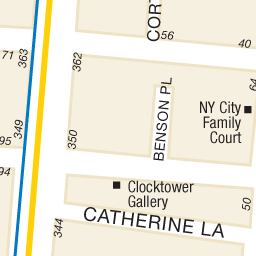 CORT
56
40
71
363
362
64
BENSON PL
NY City
Family
Court
349
350
95
94
Clocktower
Gallery
50
CATHERINE LA
344